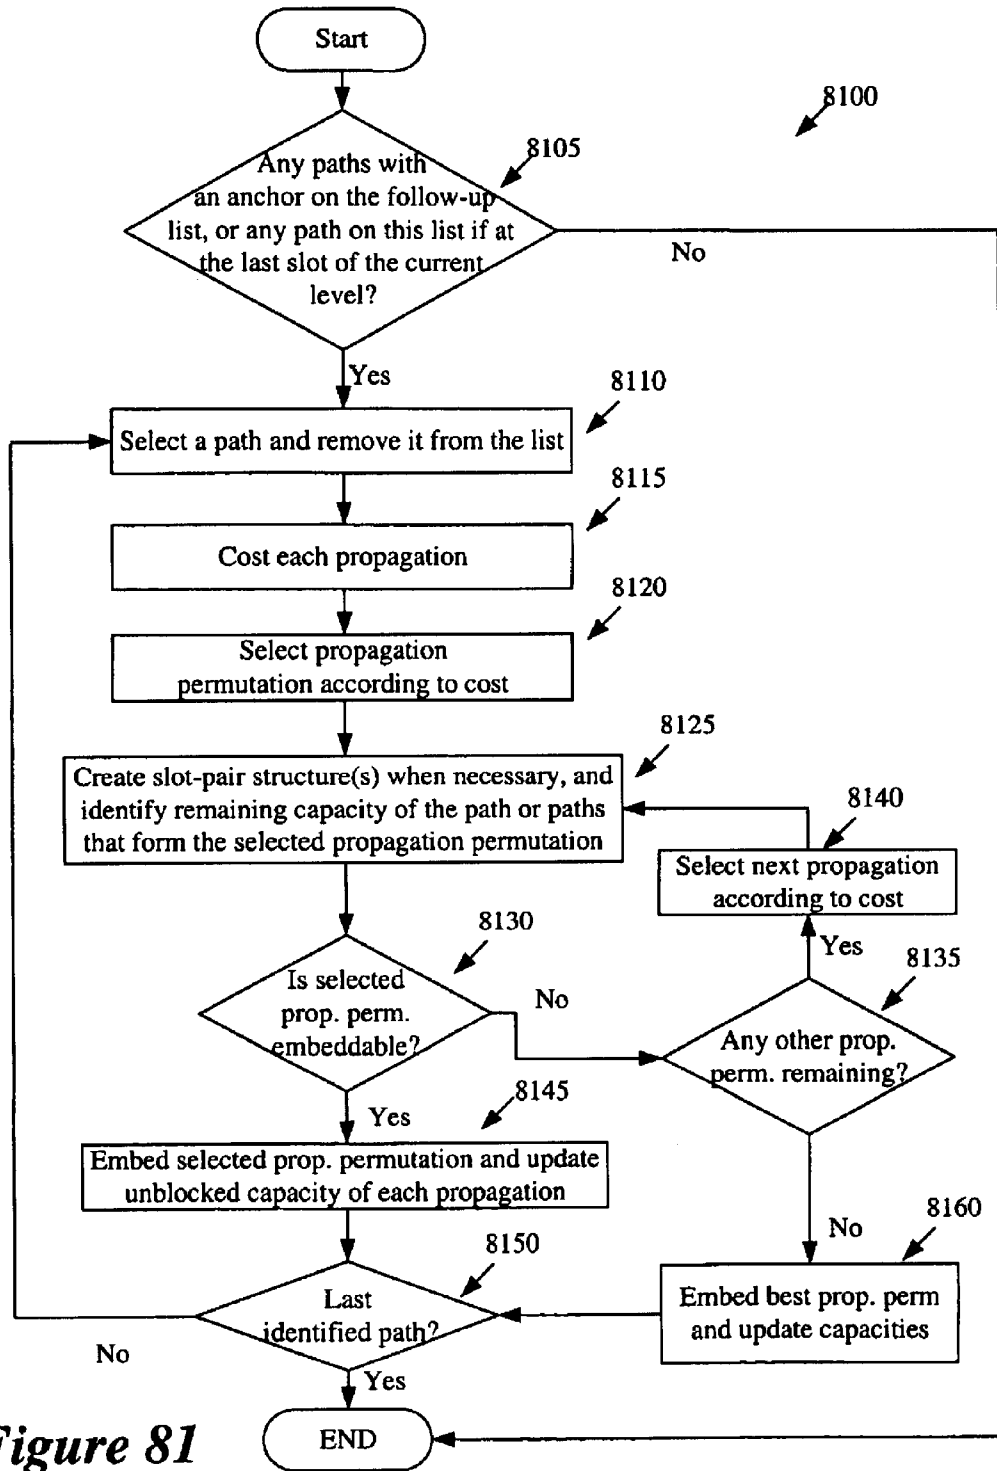 Start
8100
8105
Any paths with
an anchor on the follow-up
list, or any path on this list if at
the last slot of the current
level?
No
Yes
8110
Select a path and remove it from the list
8115
Cost each propagation
8120
Select propagation
permutation according to cost
8125
Create slot-pair structure(s) when necessary, and
identify remaining capacity of the path or paths
that form the selected propagation permutation
8140
Select next propagation
according to cost
Yes
8130
Is selected
prop. perm.
embeddable?
No
8135
Any other prop.
perm. remaining?
Yes
8145
Embed selected prop. permutation and update
unblocked capacity of each propagation
No
8160
Embed best prop. perm
and update capacities
8150
Last
identified path?
No
Yes
END
Figure 81